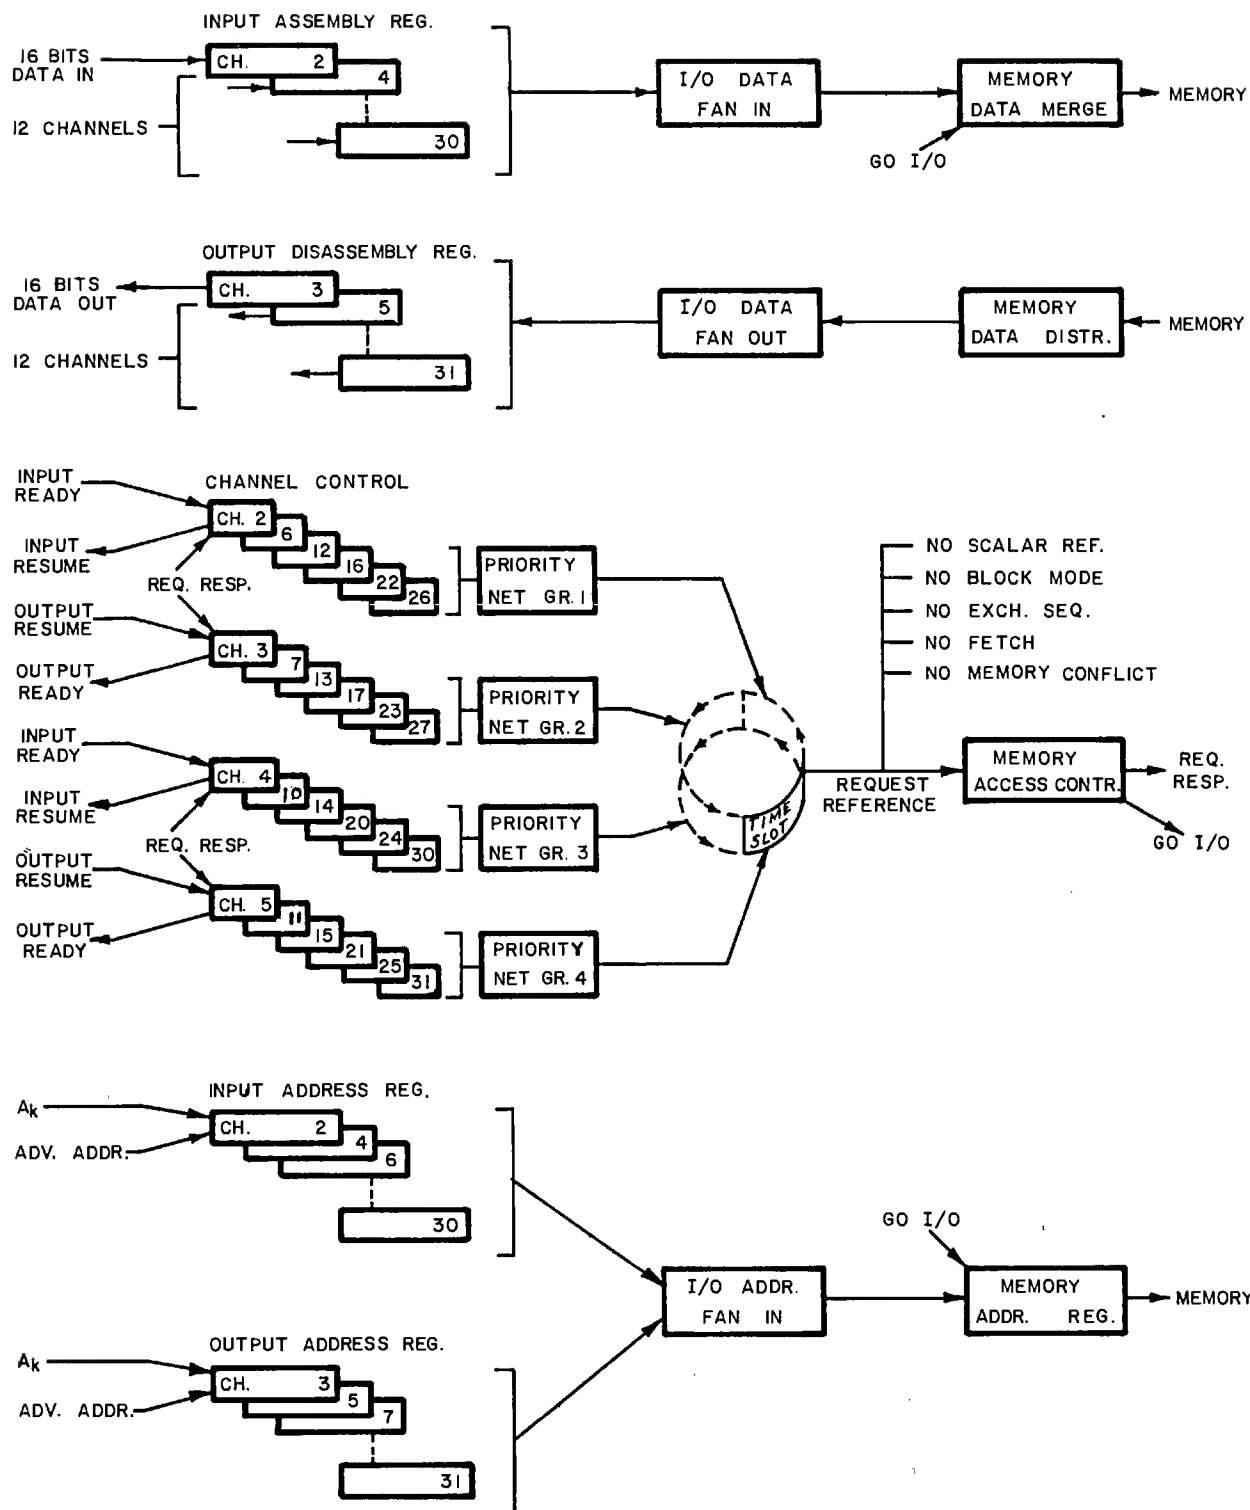 INPUT ASSEMBLY REG.
16 BITS
DATA IN
CH. 2
4
30
12 CHANNELS
I/O DATA
FAN IN
MEMORY
DATA MERGE
MEMORY
GO I/O
OUTPUT DISASSEMBLY REG.
16 BITS
DATA OUT
CH. 3
5
31
12 CHANNELS
I/O DATA
FAN OUT
MEMORY
DATA DISTR.
MEMORY
CHANNEL CONTROL
INPUT
READY
INPUT
RESUME
CH. 2
6
12
16
22
26
PRIORITY
NET GR. 1
REQ. RESP.
OUTPUT
RESUME
OUTPUT
READY
CH. 3
7
13
17
23
27
PRIORITY
NET GR. 2
INPUT
READY
INPUT
RESUME
CH. 4
10
14
20
24
30
PRIORITY
NET GR. 3
REQ. RESP.
OUTPUT
RESUME
OUTPUT
READY
CH. 5
11
15
21
25
31
PRIORITY
NET GR. 4
TIME
SLOT
NO SCALAR REF.
NO BLOCK MODE
NO EXCH. SEQ.
NO FETCH
NO MEMORY CONFLICT
REQUEST
REFERENCE
MEMORY
ACCESS CONTR.
REQ.
RESP.
GO I/O
INPUT ADDRESS REG.
Ak
ADV. ADDR.
CH. 2
4
6
30
OUTPUT ADDRESS REG.
Ak
ADV. ADDR.
CH. 3
5
7
31
I/O ADDR.
FAN IN
GO I/O
MEMORY
ADDR. REG.
MEMORY